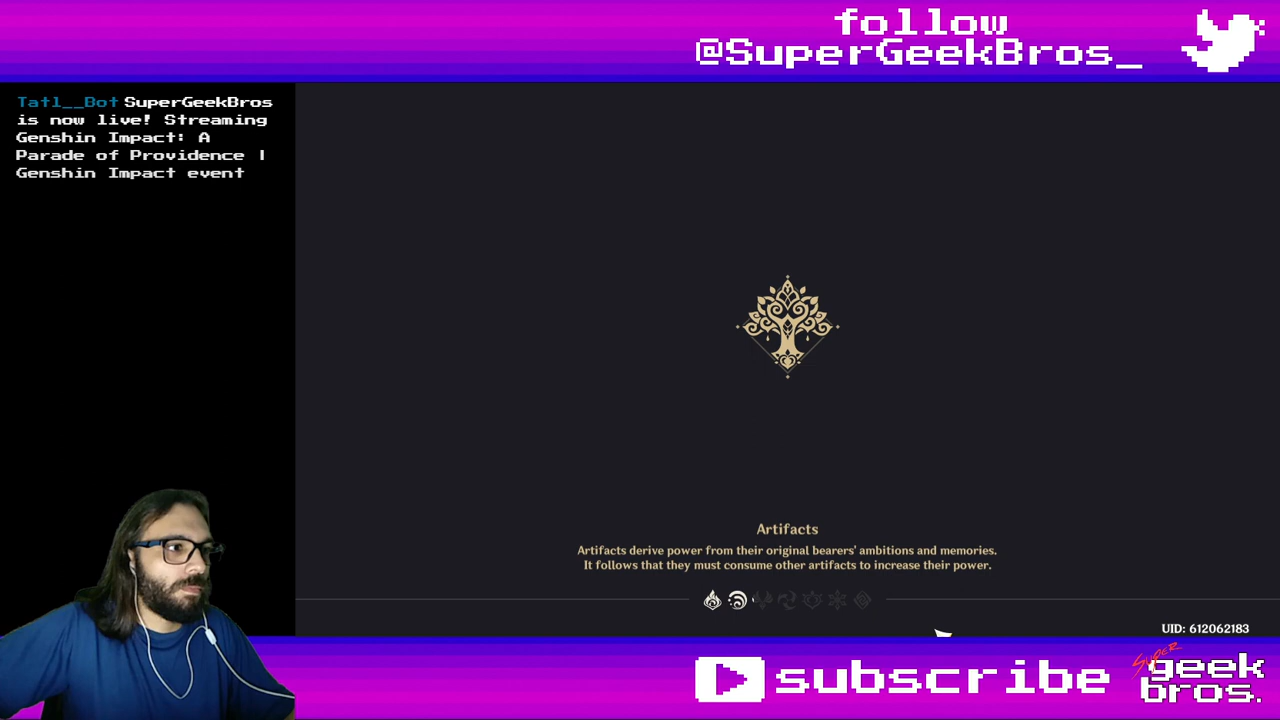 follow
@SuperGeekBros_
Tatl__Bot SuperGeekBros
is now live! Streaming
Genshin Impact: A
Parade of Providence |
Genshin Impact event
Artifacts
Artifacts derive power from their original bearers' ambitions and memories.
It follows that they must consume other artifacts to increase their power.
UID: 612062183
subscribe
SUPER
geek
bros.